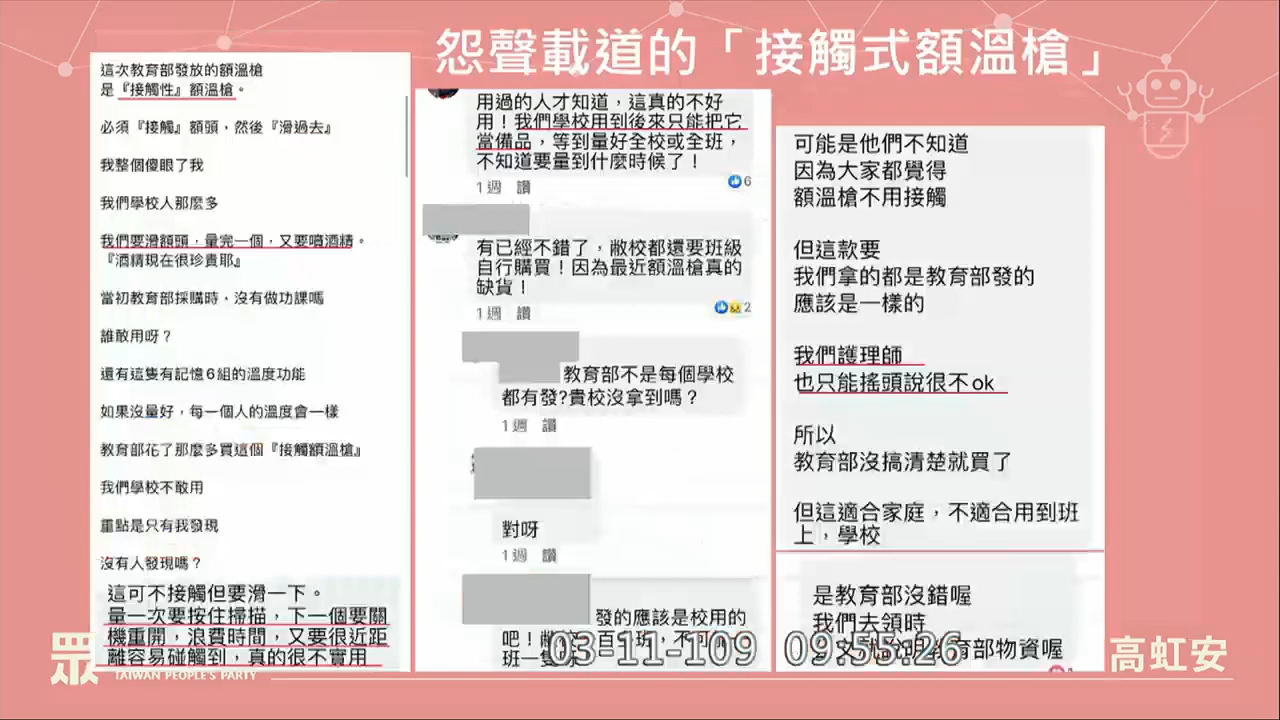 怨聲載道的「接觸式額溫槍」
這次教育部發放的額溫槍
是『接觸性』額溫槍。
必須『接觸』額頭，然後『滑過去』
我整個傻眼了我
我們學校人那麼多
我們要滑額頭，量完一個，又要噴酒精。
『酒精現在很珍貴耶』
當初教育部採購時，沒有做功課嗎
誰敢用呀？
還有這隻有記憶6組的溫度功能
如果沒量好，每一個人的溫度會一樣
教育部花了那麼多買這個『接觸額溫槍』
我們學校不敢用
重點是只有我發現
沒有人發現嗎？
這可不接觸但要滑一下。
量一次要按住掃描，下一個要關
機重開，浪費時間，又要很近距
離容易碰觸到，真的很不實用
用過的人才知道，這真的不好
用！我們學校用到後來只能把它
當備品，等到量好全校或全班，
不知道要量到什麼時候了！
1週 讚
6
有已經不錯了，敝校都還要班級
自行購買！因為最近額溫槍真的
缺貨！
1週 讚
2
教育部不是每個學校
都有發?貴校沒拿到嗎？
1週 讚
對呀
1週 讚
發的應該是校用的
吧！敝
百
班，不可
班一隻
可能是他們不知道
因為大家都覺得
額溫槍不用接觸
但這款要
我們拿的都是教育部發的
應該是一樣的
我們護理師
也只能搖頭說很不ok
所以
教育部沒搞清楚就買了
但這適合家庭，不適合用到班
上，學校
是教育部沒錯喔
我們去領時
育部物資喔
03-11-109 09:55:26
眾
TAIWAN PEOPLE'S PARTY
高虹安